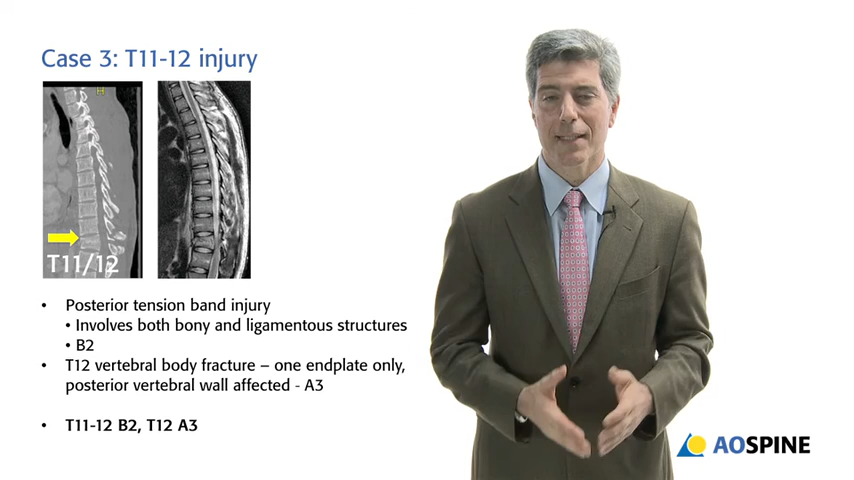 Case 3: T11-12 injury
H
T11/12
• Posterior tension band injury
• Involves both bony and ligamentous structures
• B2
• T12 vertebral body fracture – one endplate only,
posterior vertebral wall affected - A3
• T11-12 B2, T12 A3
AOSPINE